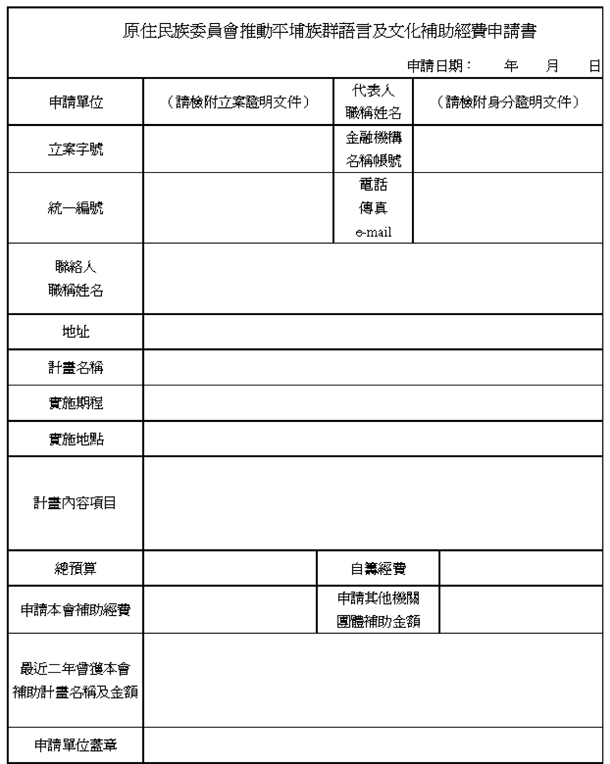 原住民族委員會推動平埔族群語言及文化補助經費申請書
申請日期： 年 月 日
申請單位 （請檢附立案證明文件） 代表人
職稱姓名 （請檢附身分證明文件）
立案字號 金融機構
名稱帳號
統一編號 電話
傳真
e-mail
聯絡人
職稱姓名
地址
計畫名稱
實施期程
實施地點
計畫內容項目
總預算 自籌經費
申請本會補助經費 申請其他機關
團體補助金額
最近二年曾獲本會
補助計畫名稱及金額
申請單位蓋章